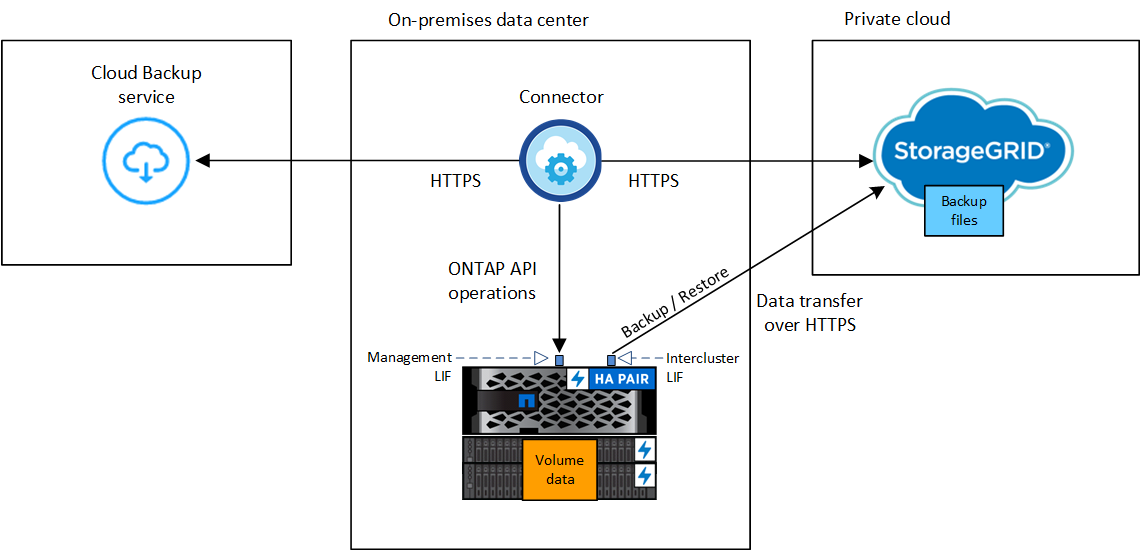 On-premises data center
Private cloud
Cloud Backup
service
Connector
HTTPS
HTTPS
StorageGRID®
Backup
files
ONTAP API
operations
Backup / Restore
Data transfer
over HTTPS
Management
LIF
Intercluster
LIF
HA PAIR
Volume
data